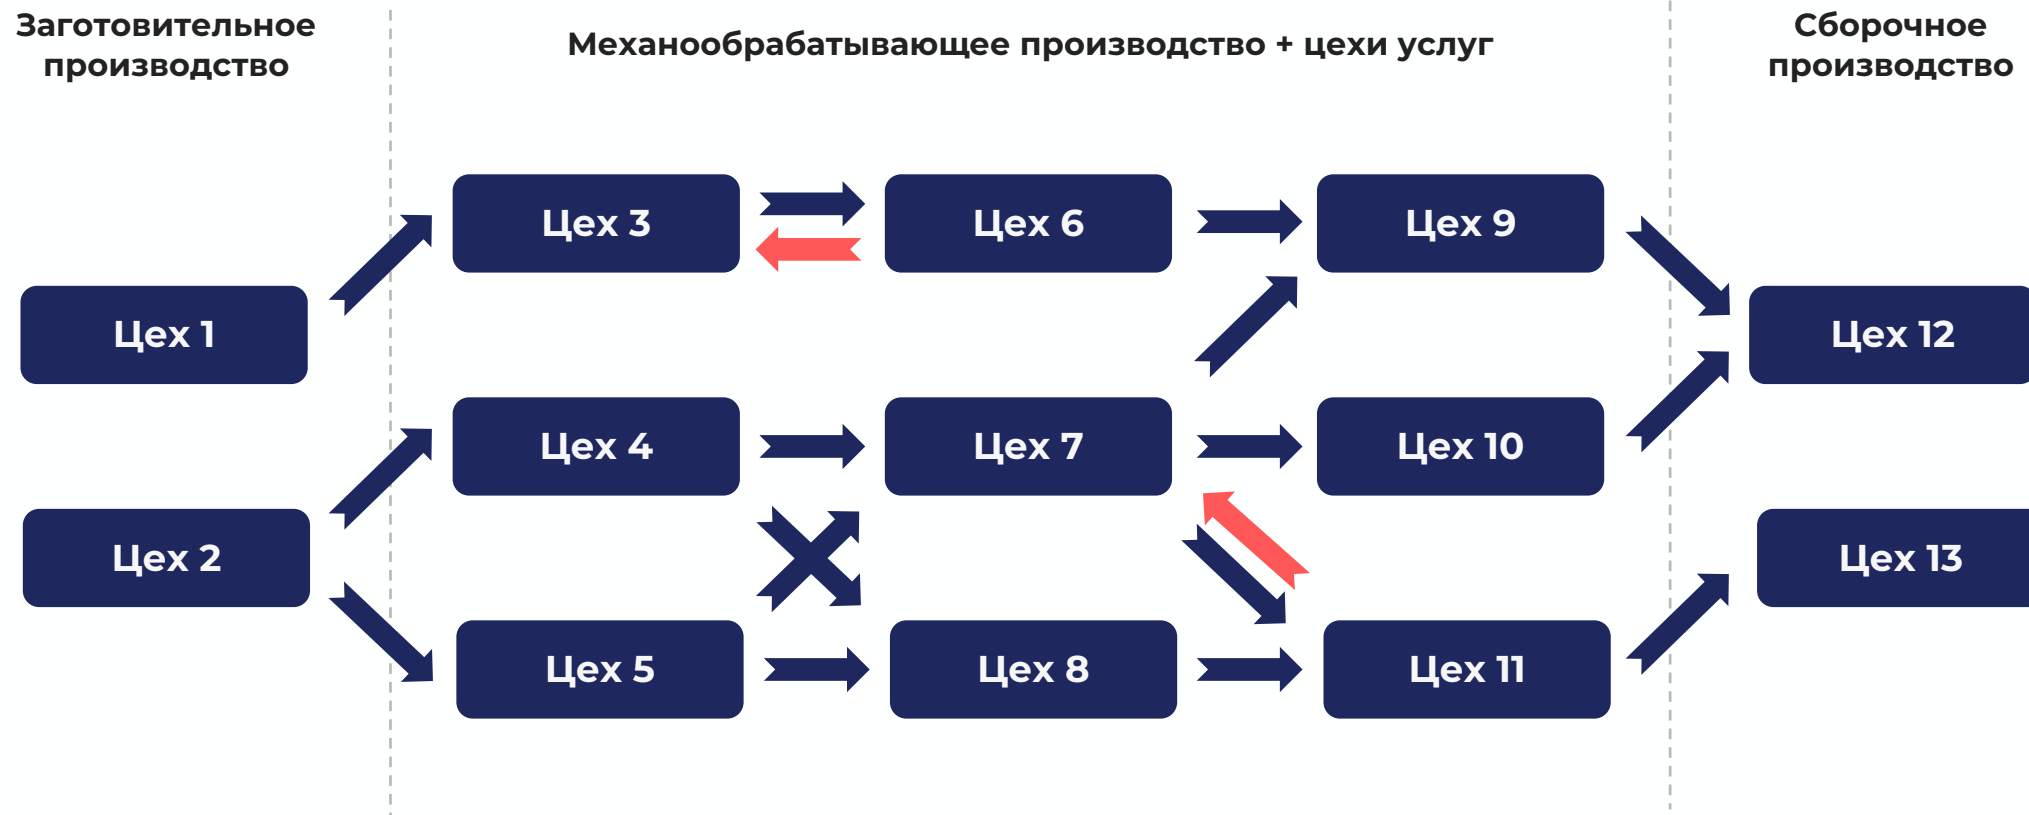 Заготовительное
производство
Механообрабатывающее производство + цехи услуг
Сборочное
производство
Цех 3
Цех 6
Цех 9
Цех 1
Цех 12
Цех 4
Цех 7
Цех 10
Цех 2
Цех 13
Цех 5
Цех 8
Цех 11